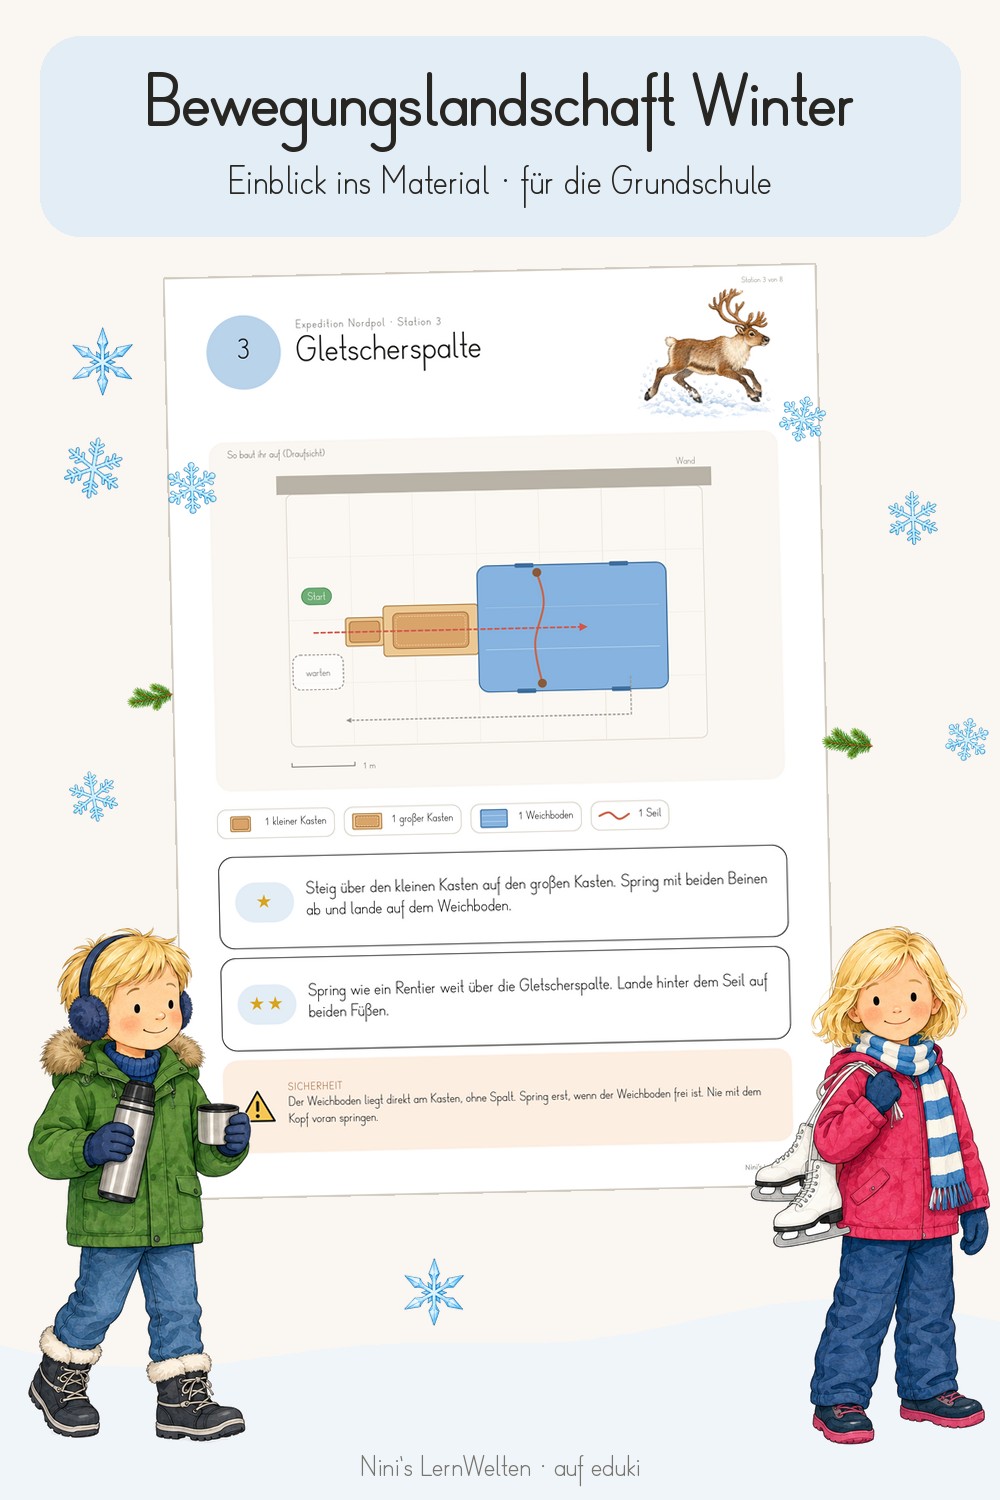 Bewegungslandschaft Winter
Einblick ins Material · für die Grundschule
Station 3 von 8
Expedition Nordpol · Station 3
3
Gletscherspalte
So baut ihr auf (Draufsicht)
Wand
Start
warten
1 m
1 kleiner Kasten
1 großer Kasten
1 Weichboden
1 Seil
Steig über den kleinen Kasten auf den großen Kasten. Spring mit beiden Beinen
ab und lande auf dem Weichboden.
Spring wie ein Rentier weit über die Gletscherspalte. Lande hinter dem Seil auf
beiden Füßen.
SICHERHEIT
Der Weichboden liegt direkt am Kasten, ohne Spalt. Spring erst, wenn der Weichboden frei ist. Nie mit dem
Kopf voran springen.
Nini's
Nini's LernWelten · auf eduki